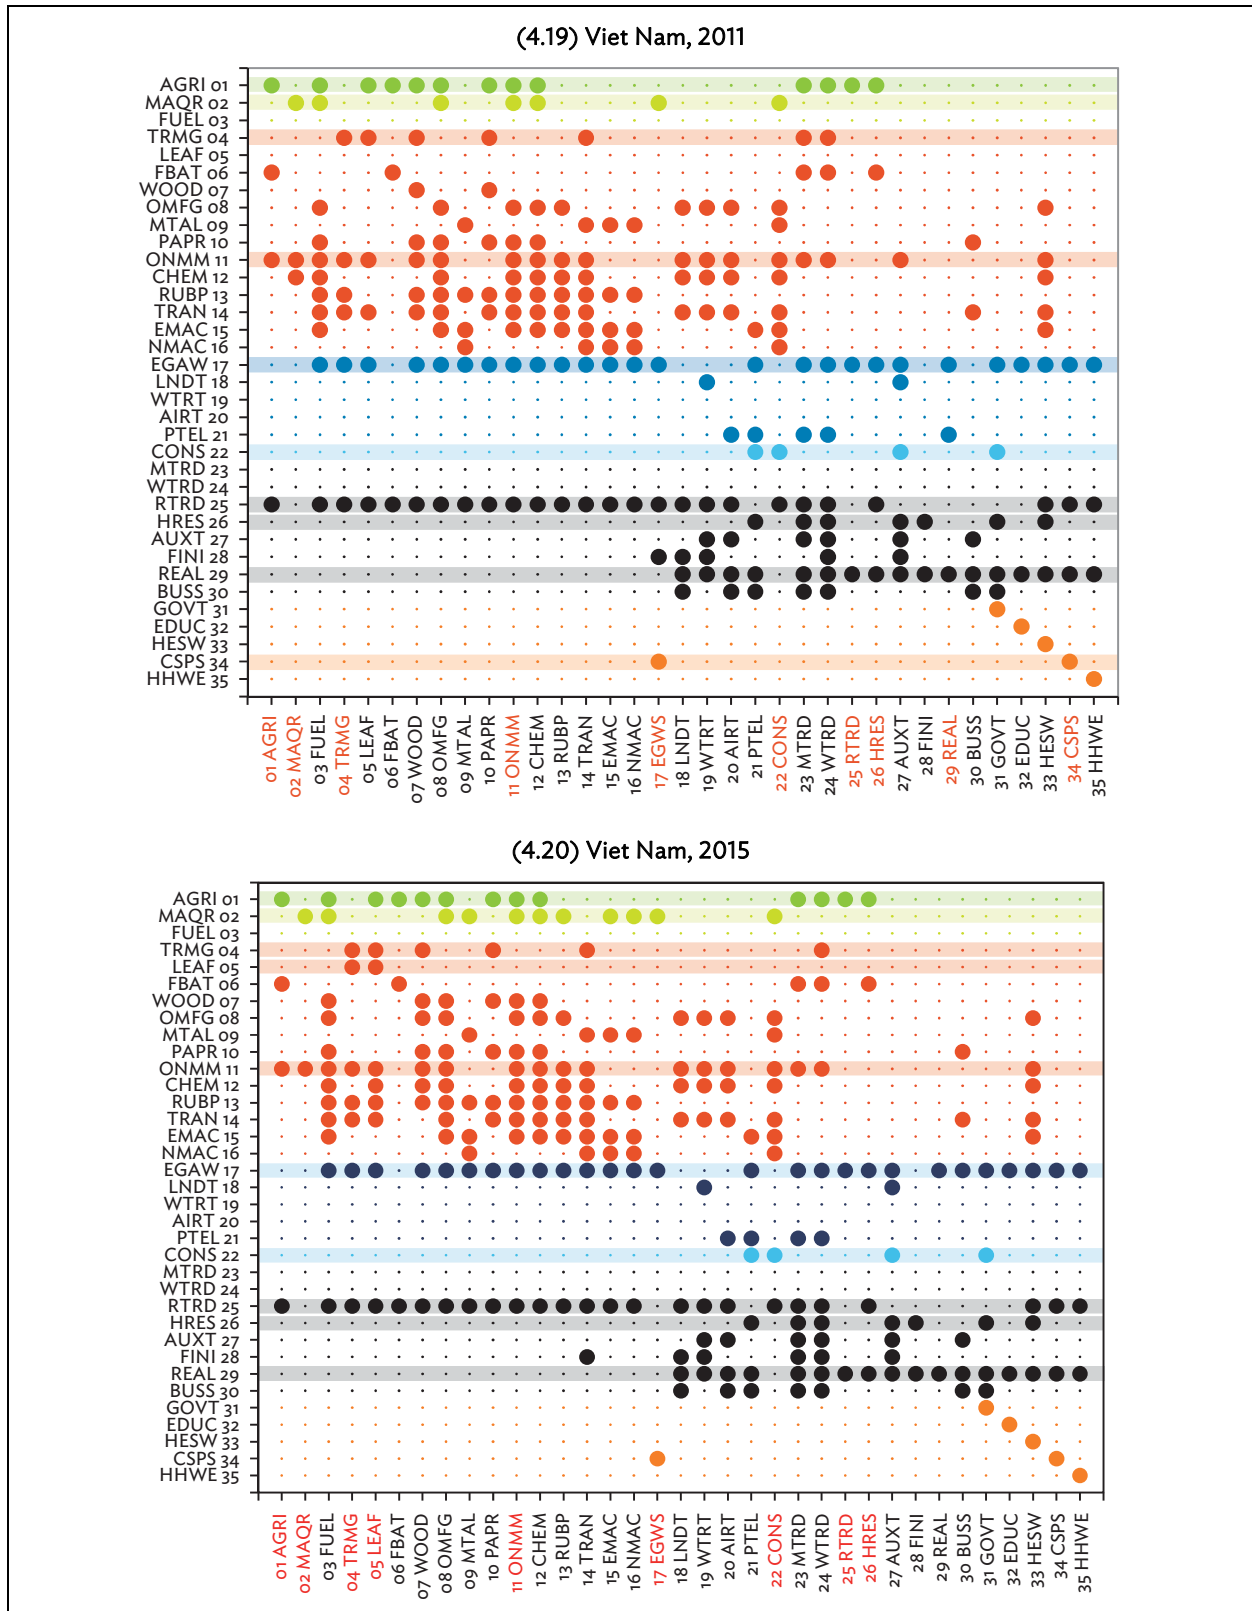 (4.19) Viet Nam, 2011
AGRI 01
MAQR 02
FUEL 03
TRMG 04
LEAF 05
FBAT 06
WOOD 07
OMFG 08
MTAL 09
PAPR 10
ONMM 11
CHEM 12
RUBP 13
TRAN 14
EMAC 15
NMAC 16
EGAW 17
LNDT 18
WTRT 19
AIRT 20
PTEL 21
CONS 22
MTRD 23
WTRD 24
RTRD 25
HRES 26
AUXT 27
FINI 28
REAL 29
BUSS 30
GOVT 31
EDUC 32
HESW 33
CSPS 34
HHWE 35
01 AGRI
02 MAQR
03 FUEL
04 TRMG
05 LEAF
06 FBAT
07 WOOD
08 OMFG
09 MTAL
10 PAPR
11 ONMM
12 CHEM
13 RUBP
14 TRAN
15 EMAC
16 NMAC
17 EGWS
18 LNDT
19 WTRT
20 AIRT
21 PTEL
22 CONS
23 MTRD
24 WTRD
25 RTRD
26 HRES
27 AUXT
28 FINI
29 REAL
30 BUSS
31 GOVT
32 EDUC
33 HESW
34 CSPS
35 HHWE
(4.20) Viet Nam, 2015
AGRI 01
MAQR 02
FUEL 03
TRMG 04
LEAF 05
FBAT 06
WOOD 07
OMFG 08
MTAL 09
PAPR 10
ONMM 11
CHEM 12
RUBP 13
TRAN 14
EMAC 15
NMAC 16
EGAW 17
LNDT 18
WTRT 19
AIRT 20
PTEL 21
CONS 22
MTRD 23
WTRD 24
RTRD 25
HRES 26
AUXT 27
FINI 28
REAL 29
BUSS 30
GOVT 31
EDUC 32
HESW 33
CSPS 34
HHWE 35
01 AGRI
02 MAQR
03 FUEL
04 TRMG
05 LEAF
06 FBAT
07 WOOD
08 OMFG
09 MTAL
10 PAPR
11 ONMM
12 CHEM
13 RUBP
14 TRAN
15 EMAC
16 NMAC
17 EGWS
18 LNDT
19 WTRT
20 AIRT
21 PTEL
22 CONS
23 MTRD
24 WTRD
25 RTRD
26 HRES
27 AUXT
28 FINI
29 REAL
30 BUSS
31 GOVT
32 EDUC
33 HESW
34 CSPS
35 HHWE